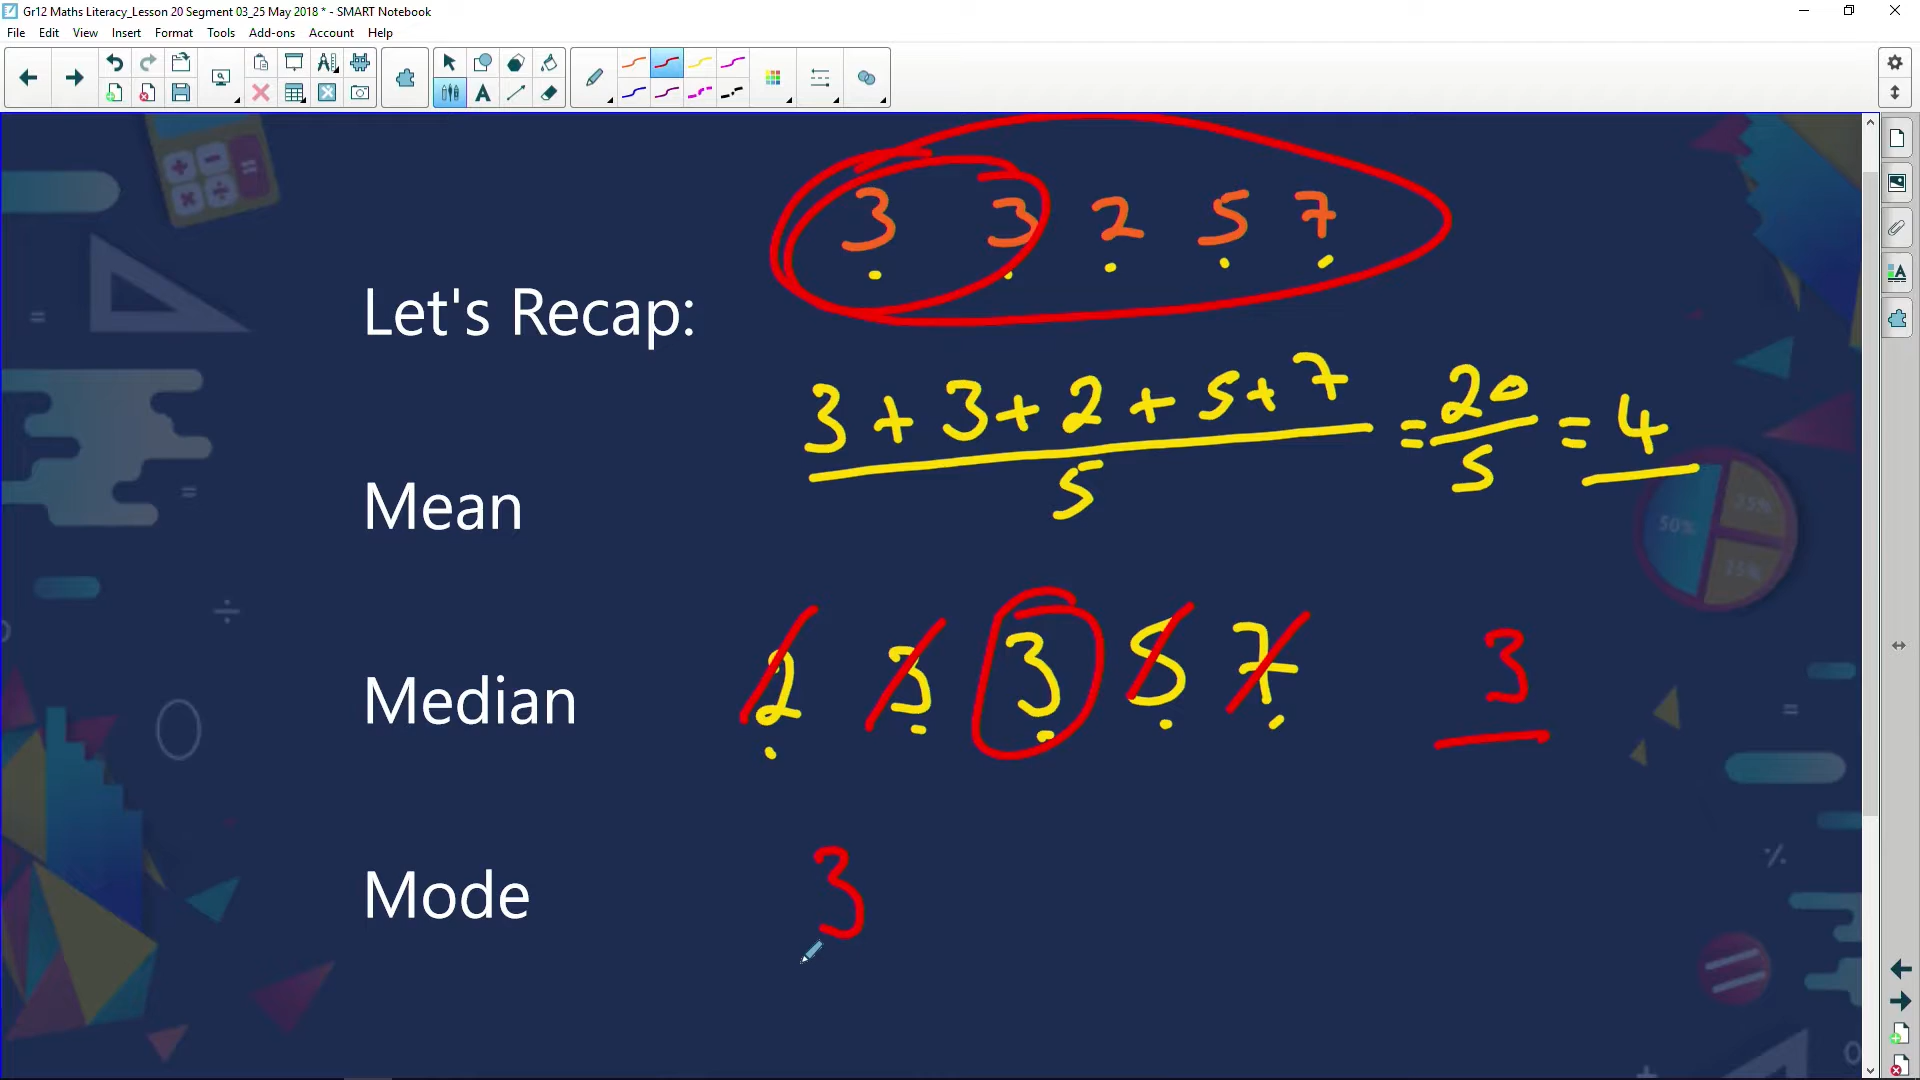 Gr12 Maths Literacy_Lesson 20 Segment 03_25 May 2018 * - SMART Notebook
File Edit View Insert Format Tools Add-ons Account Help
3 3 2 5 7
Let's Recap:
3 + 3 + 2 + 5 + 7 = 20 = 4
5 5
Mean
50% 25%
Median 2 3 3 5 7 3
Mode 3